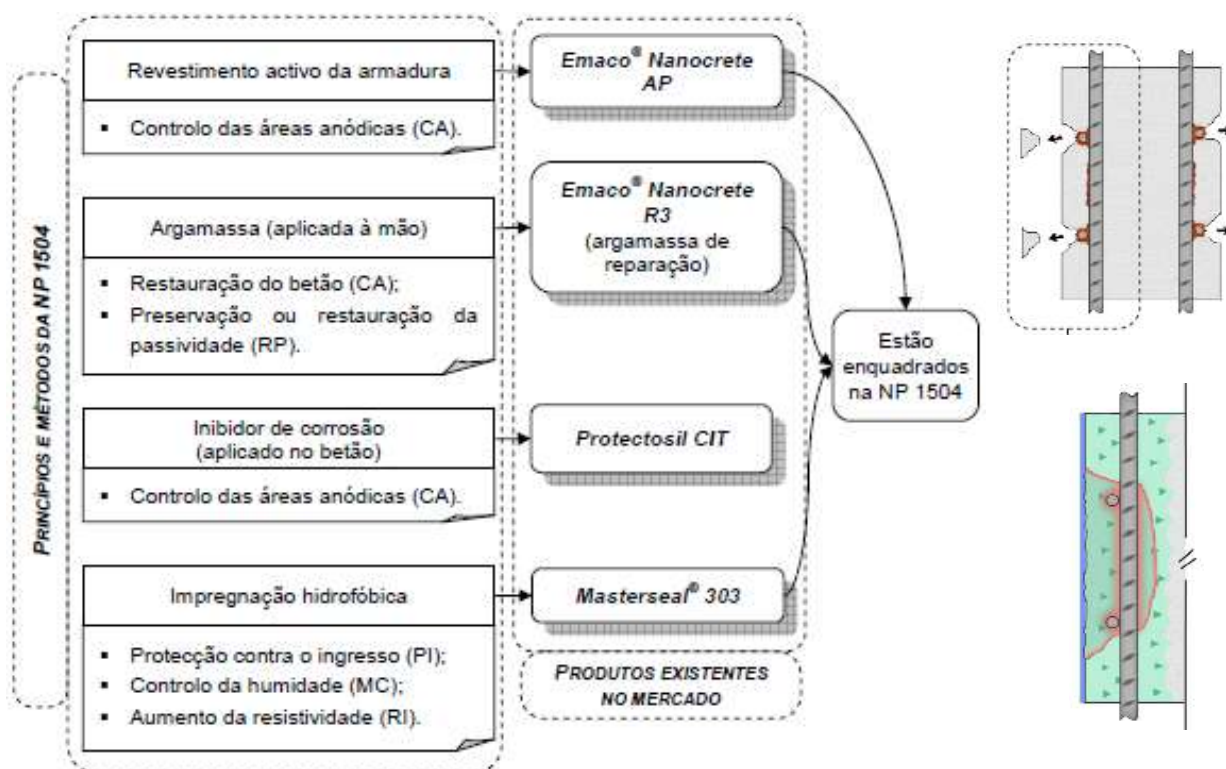 PRINCÍPIOS E MÉTODOS DA NP 1504
Revestimento activo da armadura
▪ Controlo das áreas anódicas (CA).
Argamassa (aplicada à mão)
▪ Restauração do betão (CA);
▪ Preservação ou restauração da
passividade (RP).
Inibidor de corrosão
(aplicado no betão)
▪ Controlo das áreas anódicas (CA).
Impregnação hidrofóbica
▪ Protecção contra o ingresso (PI);
▪ Controlo da humidade (MC);
▪ Aumento da resistividade (RI).
Emaco® Nanocrete
AP
Emaco® Nanocrete
R3
(argamassa de
reparação)
Protectosil CIT
Masterseal® 303
PRODUTOS EXISTENTES
NO MERCADO
Estão
enquadrados
na NP 1504